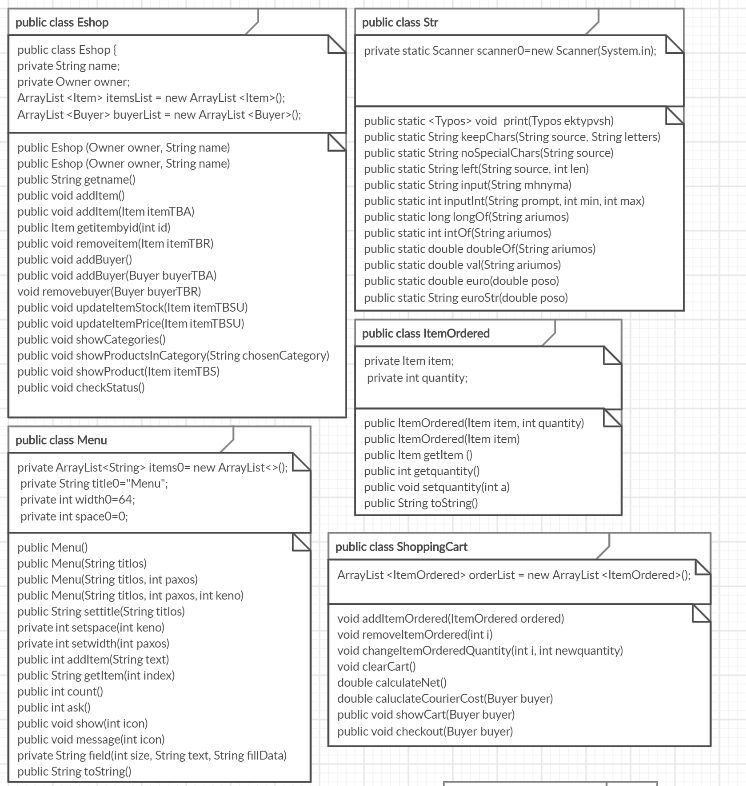 public class Eshop
public class Eshop {
private String name;
private Owner owner;
ArrayList <Item> itemsList = new ArrayList <Item>();
ArrayList <Buyer> buyerList = new ArrayList <Buyer>();
public Eshop (Owner owner, String name)
public Eshop (Owner owner, String name)
public String getname()
public void addItem()
public void addItem(Item itemTBA)
public Item getitembyid(int id)
public void removeitem(Item itemTBR)
public void addBuyer()
public void addBuyer(Buyer buyerTBA)
void removebuyer(Buyer buyerTBR)
public void updateItemStock(Item itemTBSU)
public void updateItemPrice(Item itemTBSU)
public void showCategories()
public void showProductsInCategory(String chosenCategory)
public void showProduct(Item itemTBS)
public void checkStatus()
public class Str
private static Scanner scanner0=new Scanner(System.in);
public static <Typos> void  print(Typos ektypvsh)
public static String keepChars(String source, String letters)
public static String noSpecialChars(String source)
public static String left(String source, int len)
public static String input(String mhnyma)
public static int inputInt(String prompt, int min, int max)
public static long longOf(String ariumos)
public static int intOf(String ariumos)
public static double doubleOf(String ariumos)
public static double val(String ariumos)
public static double euro(double poso)
public static String euroStr(double poso)
public class ItemOrdered
private Item item;
private int quantity;
public ItemOrdered(Item item, int quantity)
public ItemOrdered(Item item)
public Item getItem ()
public int getquantity()
public void setquantity(int a)
public String toString()
public class Menu
private ArrayList<String> items0= new ArrayList<>();
private String title0="Menu";
private int width0=64;
private int space0=0;
public Menu()
public Menu(String titlos)
public Menu(String titlos, int paxos)
public Menu(String titlos, int paxos, int keno)
public String settitle(String titlos)
private int setspace(int keno)
private int setwidth(int paxos)
public int addItem(String text)
public String getItem(int index)
public int count()
public int ask()
public void show(int icon)
public void message(int icon)
private String field(int size, String text, String fillData)
public String toString()
public class ShoppingCart
ArrayList <ItemOrdered> orderList = new ArrayList <ItemOrdered>();
void addItemOrdered(ItemOrdered ordered)
void removeItemOrdered(int i)
void changeItemOrderedQuantity(int i, int newquantity)
void clearCart()
double calculateNet()
double caluclateCourierCost(Buyer buyer)
public void showCart(Buyer buyer)
public void checkout(Buyer buyer)